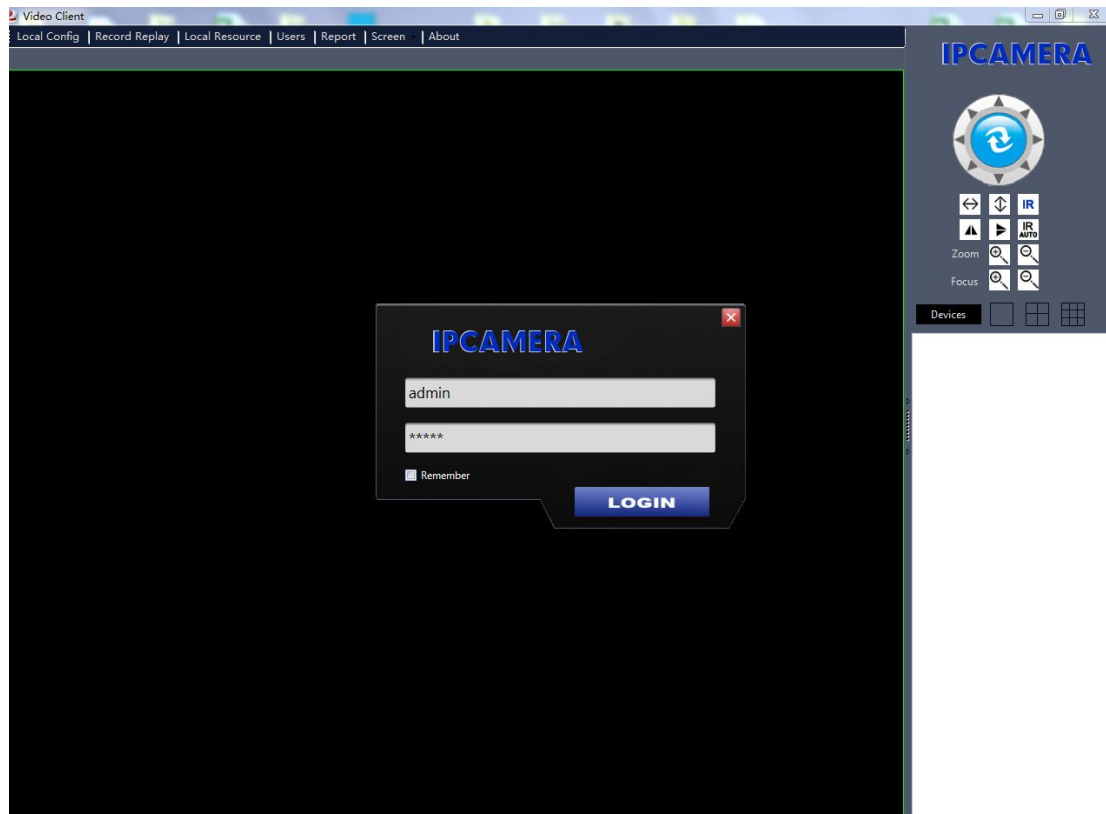 Video Client
Local Config | Record Replay | Local Resource | Users | Report | Screen | About
IPCAMERA
IR
IR AUTO
Zoom
Focus
Devices
IPCAMERA
admin
*****
Remember
LOGIN